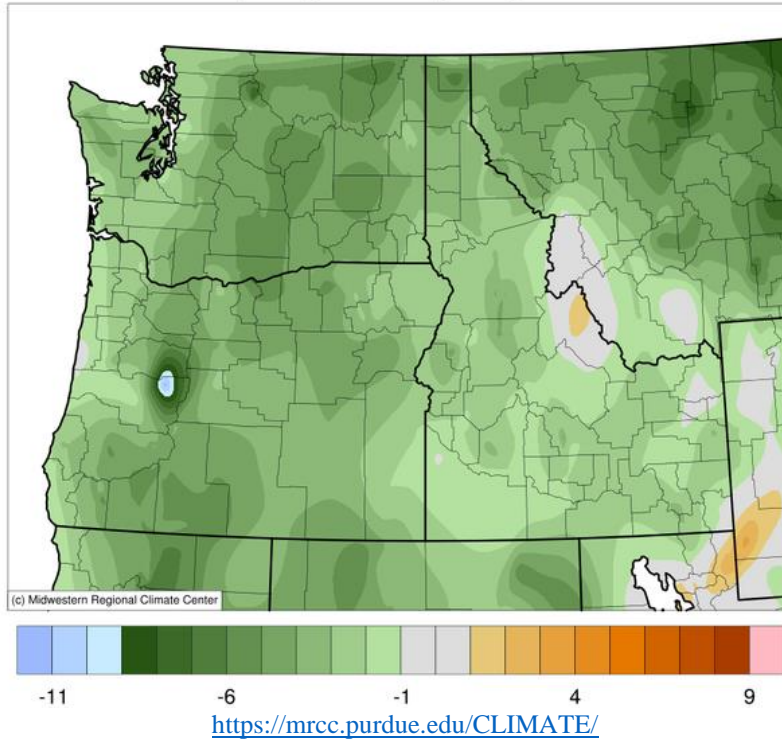 (c) Midwestern Regional Climate Center
-11 -6 -1 4 9
https://mrcc.purdue.edu/CLIMATE/